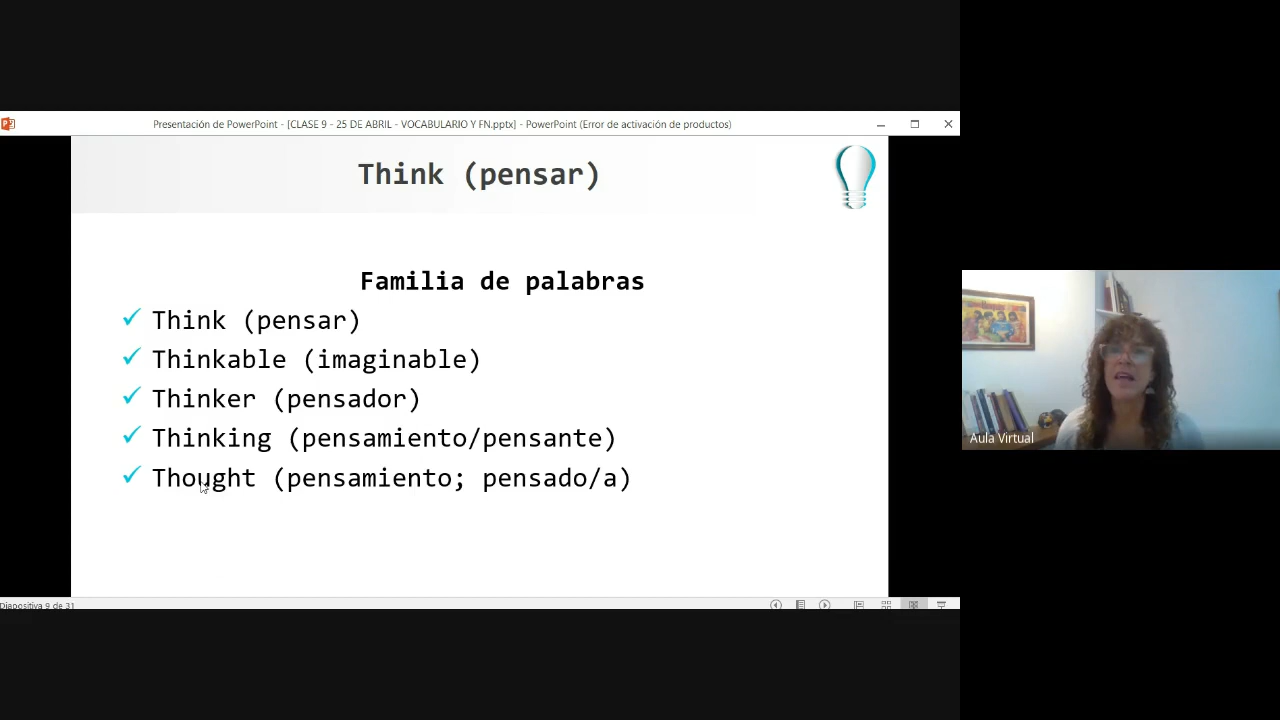 Presentación de PowerPoint - [CLASE 9 - 25 DE ABRIL - VOCABULARIO Y FN.pptx] - PowerPoint (Error de activación de productos)
Think (pensar)
Familia de palabras
Think (pensar)
Thinkable (imaginable)
Thinker (pensador)
Thinking (pensamiento/pensante)
Thought (pensamiento; pensado/a)
Aula Virtual
Diapositiva 9 de 31